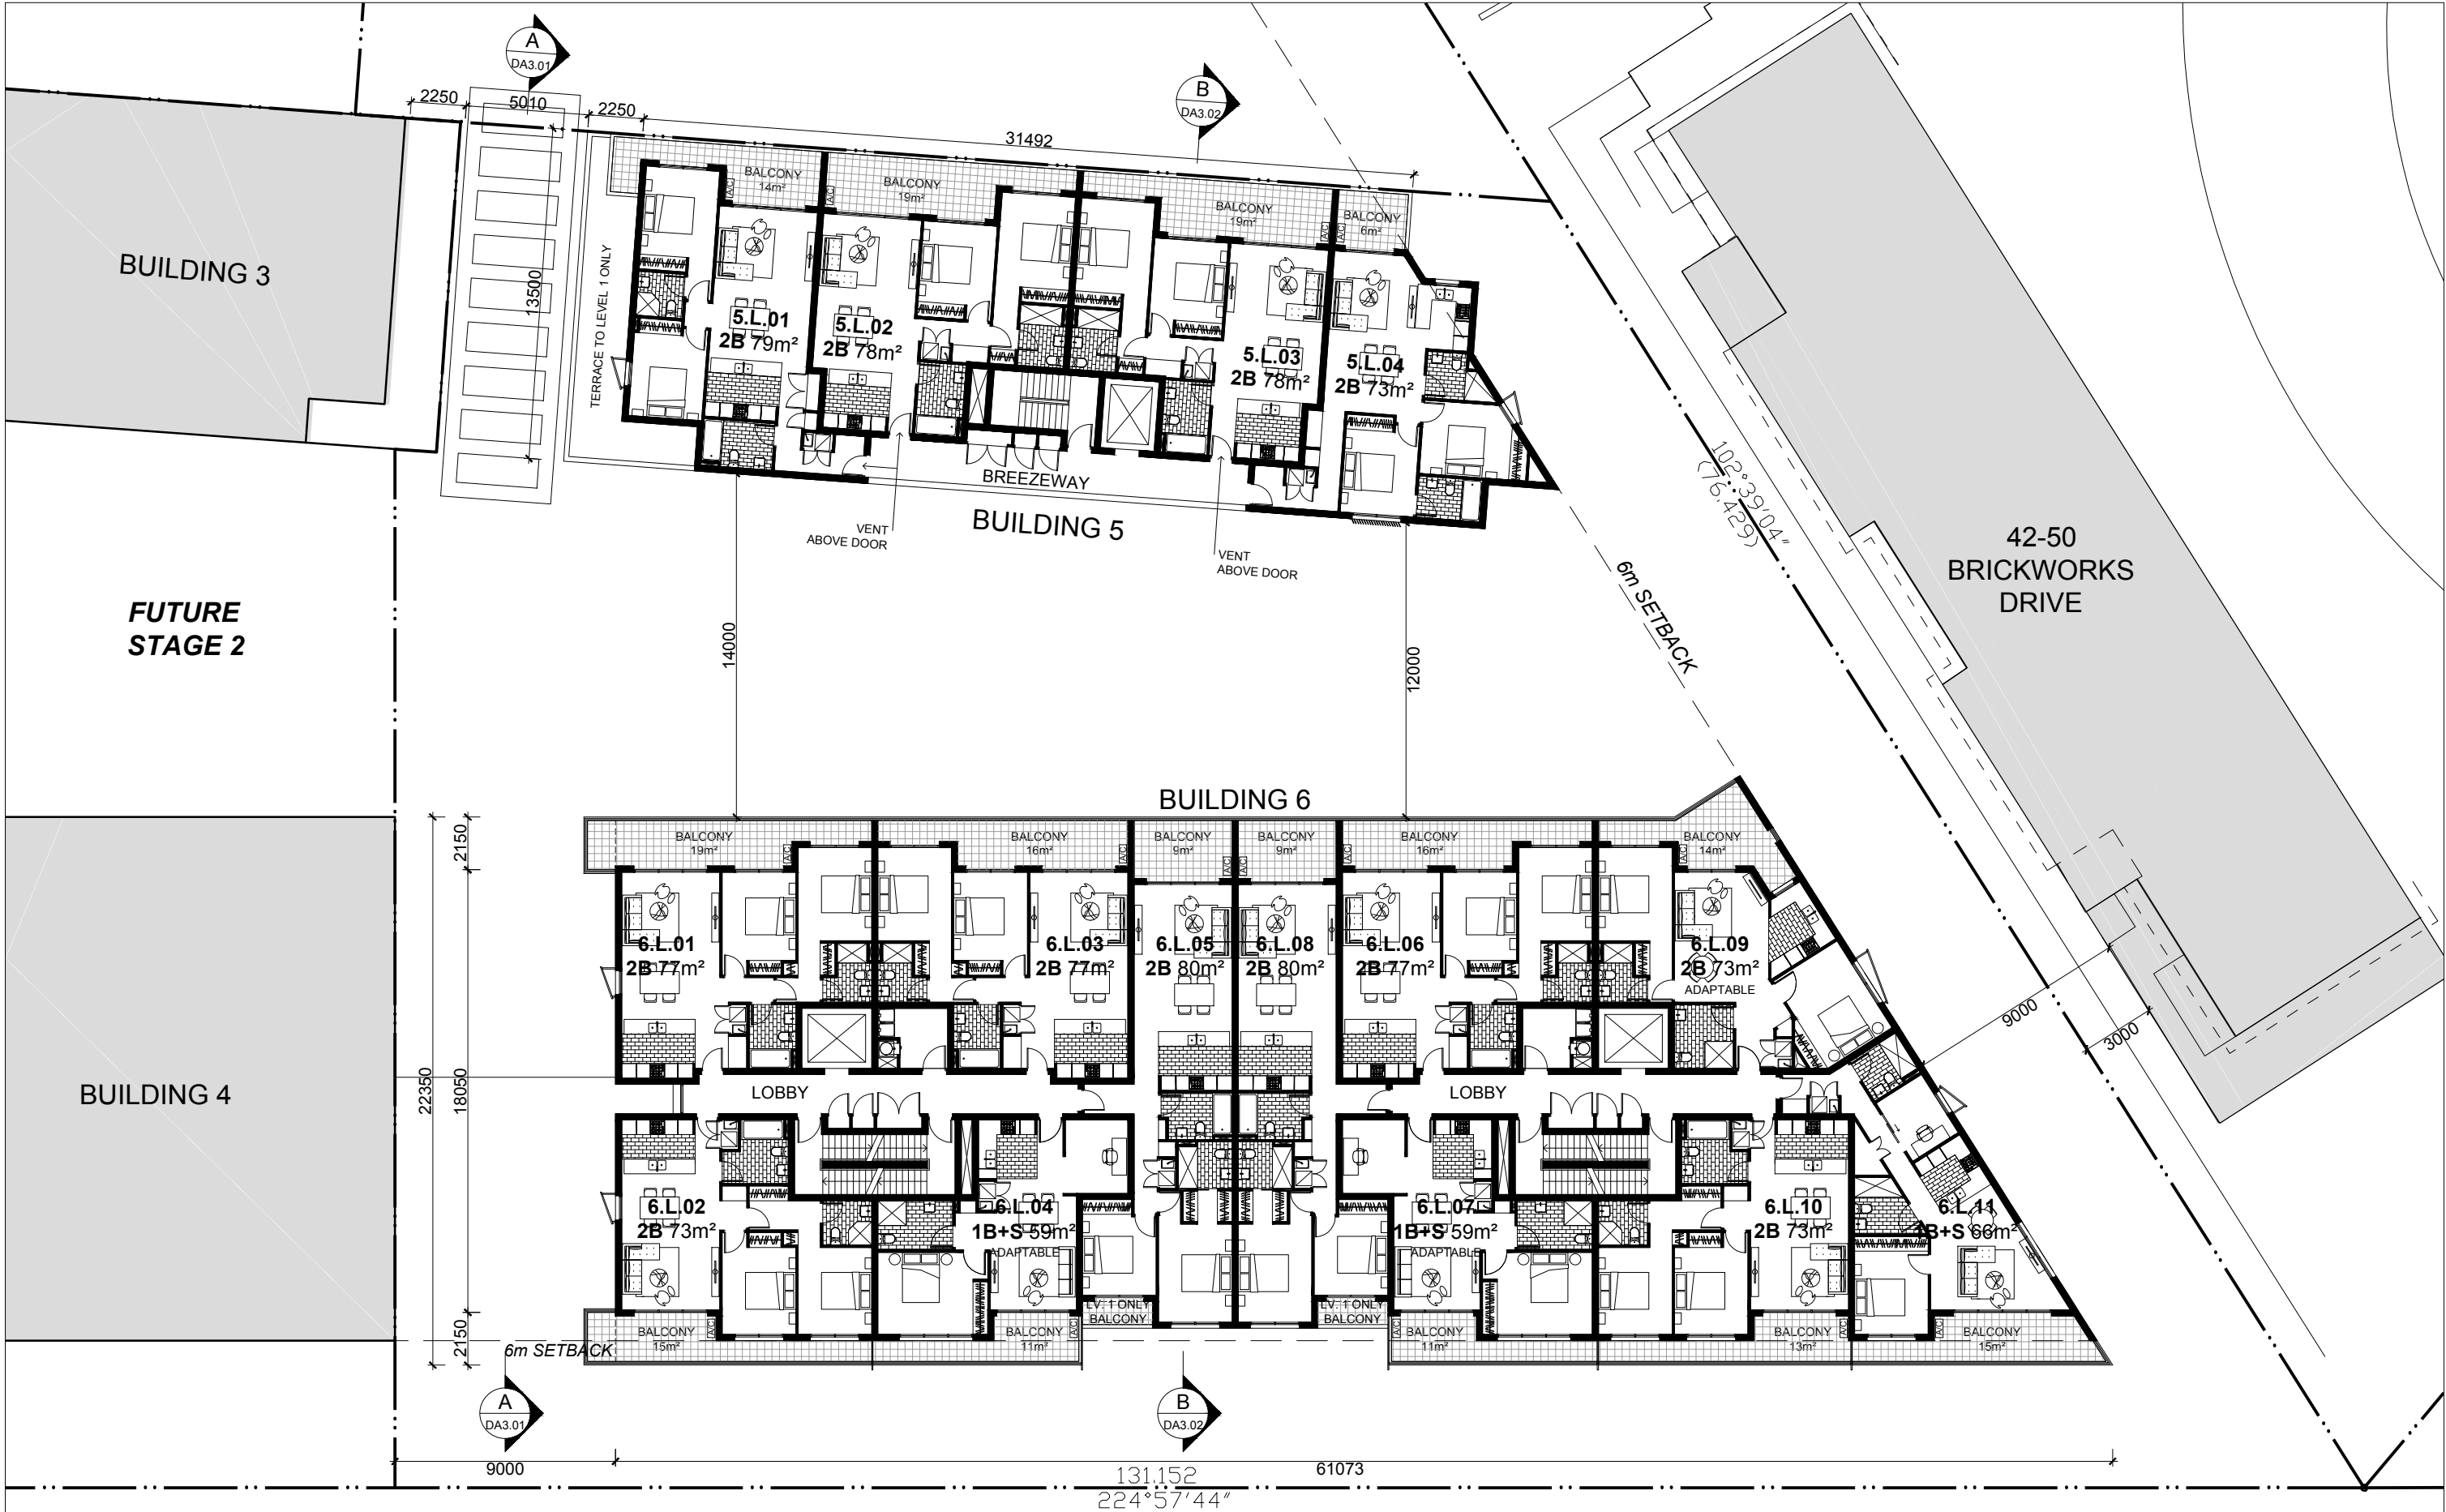 A
DA3.01
B
DA3.02
2250
5010
2250
31492
BUILDING 3
13500
TERRACE TO LEVEL 1 ONLY
BALCONY
14m²
A/C
BALCONY
19m²
A/C
BALCONY
19m²
A/C
BALCONY
6m²
A/C
5.L.01
2B 79m²
5.L.02
2B 78m²
5.L.03
2B 78m²
5.L.04
2B 73m²
BREEZEWAY
BUILDING 5
VENT
ABOVE DOOR
VENT
ABOVE DOOR
102°39'04"
(76.429)
42-50
BRICKWORKS
DRIVE
FUTURE
STAGE 2
14000
12000
6m SETBACK
BUILDING 6
2150
BALCONY
19m²
A/C
BALCONY
16m²
A/C
BALCONY
9m²
A/C
BALCONY
9m²
A/C
BALCONY
16m²
A/C
BALCONY
14m²
A/C
6.L.01
2B 77m²
6.L.03
2B 77m²
6.L.05
2B 80m²
6.L.08
2B 80m²
6.L.06
2B 77m²
6.L.09
2B 73m²
ADAPTABLE
9000
3000
BUILDING 4
22350
18050
LOBBY
LOBBY
6.L.02
2B 73m²
6.L.04
1B+S 59m²
ADAPTABLE
6.L.07
1B+S 59m²
ADAPTABLE
6.L.10
2B 73m²
6.L.11
1B+S 66m²
2150
6m SETBACK
BALCONY
15m²
A/C
BALCONY
11m²
A/C
LV. 1 ONLY
BALCONY
LV. 1 ONLY
BALCONY
A/C
BALCONY
11m²
BALCONY
13m²
A/C
A/C
BALCONY
15m²
A
DA3.01
B
DA3.02
9000
61073
131.152
224°57'44"